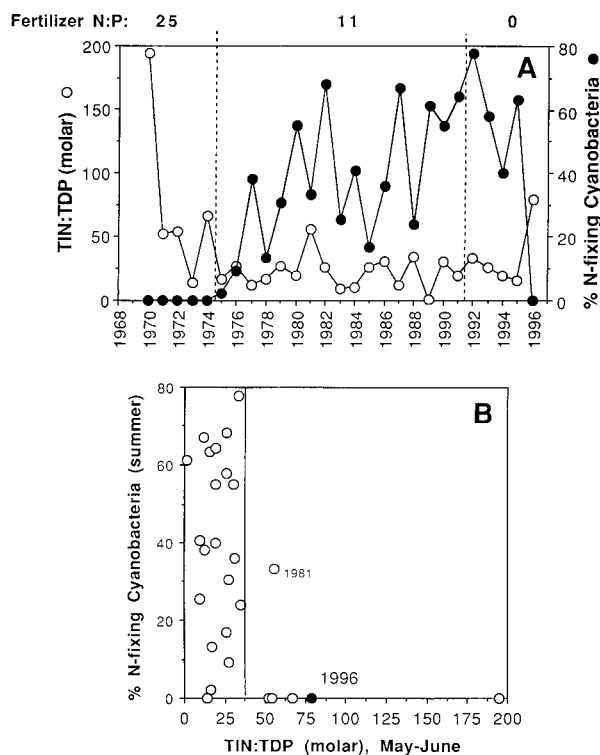 Fertilizer N:P: 25 11 0
A
TIN:TDP (molar) ○
200
150
100
50
0
% N-fixing Cyanobacteria ●
80
60
40
20
0
1968 1970 1972 1974 1976 1978 1980 1982 1984 1986 1988 1990 1992 1994 1996
B
% N-fixing Cyanobacteria (summer)
80
60
40
20
0
1981
1996
0 25 50 75 100 125 150 175 200
TIN:TDP (molar), May-June